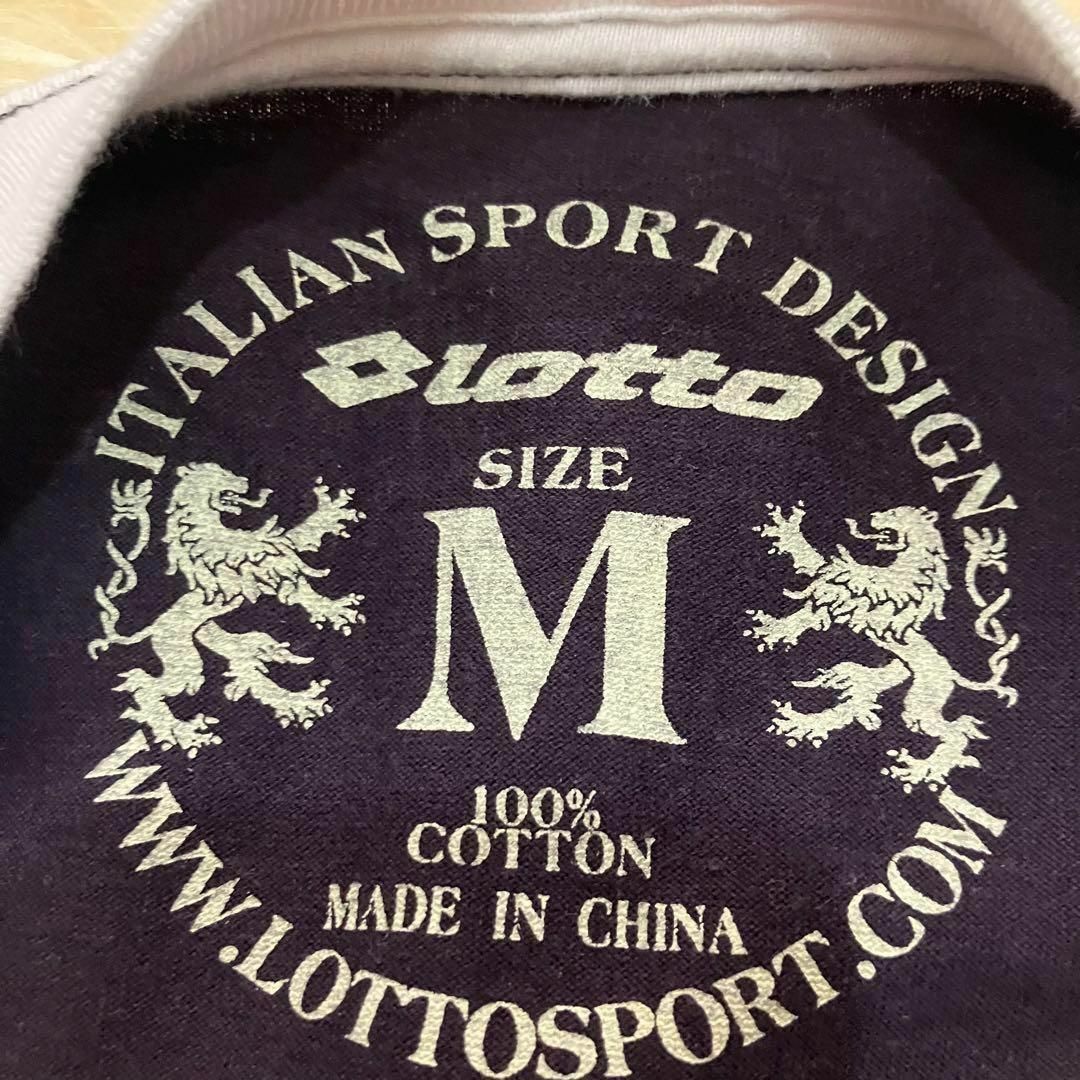 ITALIAN SPORT DESIGN
lotto
SIZE
M
100%
COTTON
MADE IN CHINA
WWW.LOTTOSPORT.COM